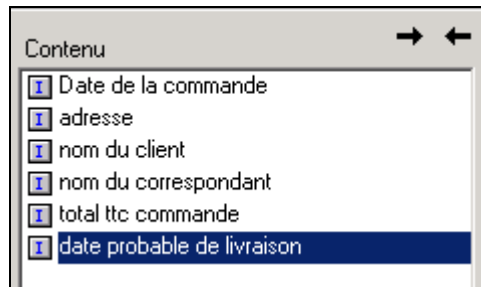 Contenu
Date de la commande
adresse
nom du client
nom du correspondant
total ttc commande
date probable de livraison